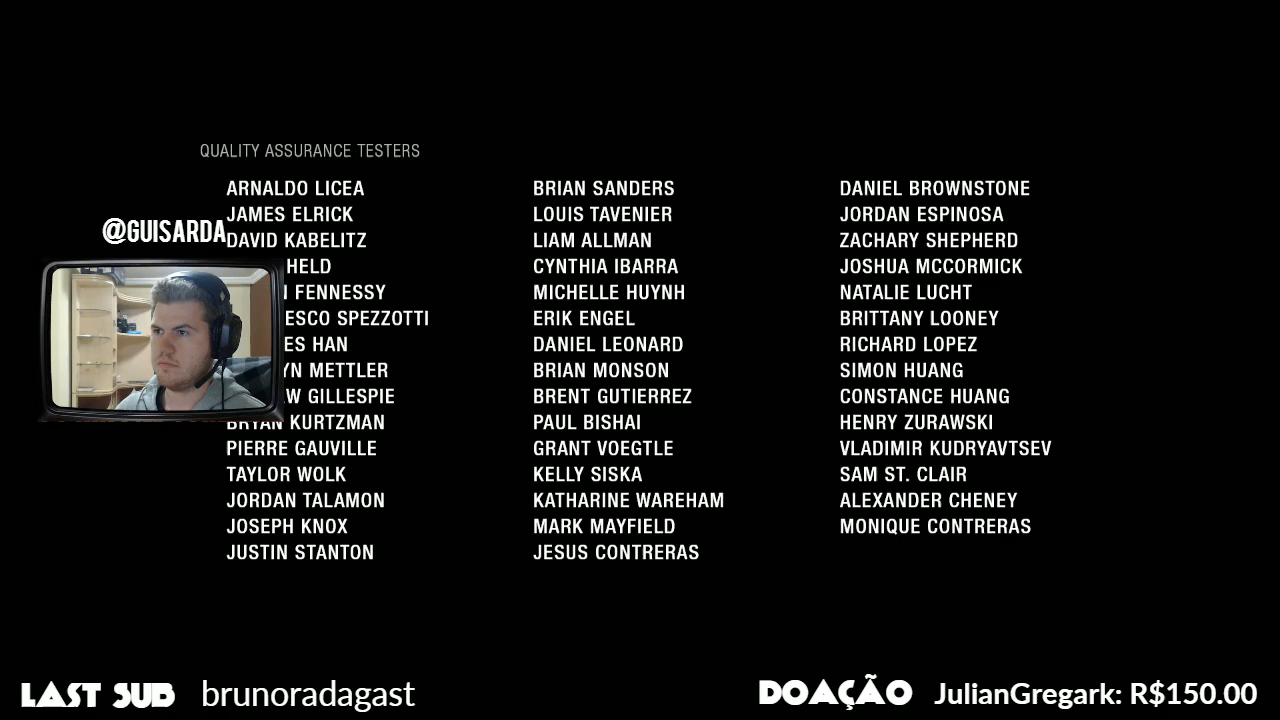 QUALITY ASSURANCE TESTERS
ARNALDO LICEA
JAMES ELRICK
@GUISARDA
DAVID KABELITZ
HELD
FENNESSY
SPEZZOTTI
HAN
METTLER
GILLESPIE
BRYAN KURTZMAN
PIERRE GAUVILLE
TAYLOR WOLK
JORDAN TALAMON
JOSEPH KNOX
JUSTIN STANTON
BRIAN SANDERS
LOUIS TAVENIER
LIAM ALLMAN
CYNTHIA IBARRA
MICHELLE HUYNH
ERIK ENGEL
DANIEL LEONARD
BRIAN MONSON
BRENT GUTIERREZ
PAUL BISHAI
GRANT VOEGTLE
KELLY SISKA
KATHARINE WAREHAM
MARK MAYFIELD
JESUS CONTRERAS
DANIEL BROWNSTONE
JORDAN ESPINOSA
ZACHARY SHEPHERD
JOSHUA MCCORMICK
NATALIE LUCHT
BRITTANY LOONEY
RICHARD LOPEZ
SIMON HUANG
CONSTANCE HUANG
HENRY ZURAWSKI
VLADIMIR KUDRYAVTSEV
SAM ST. CLAIR
ALEXANDER CHENEY
MONIQUE CONTRERAS
LAST SUB brunoradagast
DOAÇÃO JulianGregark: R$150.00